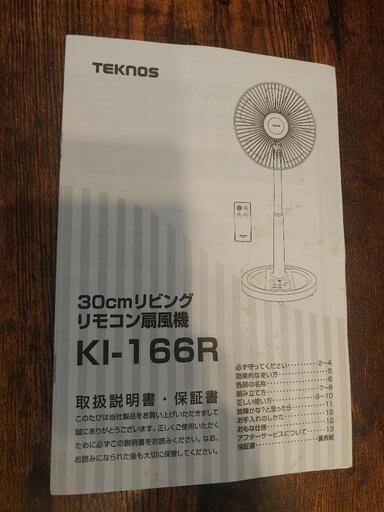 TEKNOS
30cmリビング
リモコン扇風機
KI-166R
取扱説明書・保証書
このたびは当社製品をお買い上げいただきまして
誠にありがとうございます。正しくご使用いただく
ために必ずこの説明書をお読みください。なお、
お読みになられた後も大切に保管してください。
必ず守ってください……………2~4
効果的な使い方……………………5
各部の名称…………………………6
組み立て方………………………7~9
正しい使い方……………………9~10
故障かな?と思ったら……………11
お手入れのしかた…………………12
おもな仕様…………………………12
アフターサービスについて………13
保証書………………………裏表紙